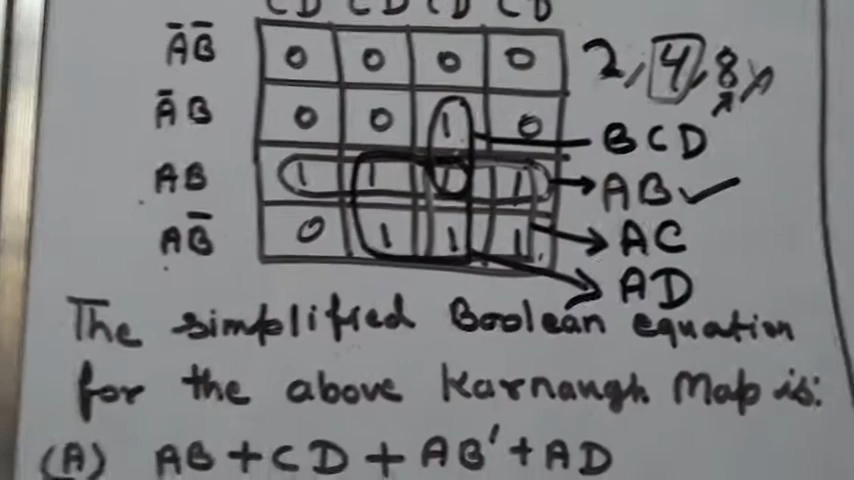 C̅D̅ C̅D CD CD̅
A̅B̅ 0 0 0 0 2, 4, 8,
A̅B 0 0 1 0 BCD
AB 1 1 1 1 → AB ✓
AB̅ 0 1 1 1 → AC
→ AD
The simplified Boolean equation
for the above Karnaugh Map is:
(A) AB + CD + AB' + AD